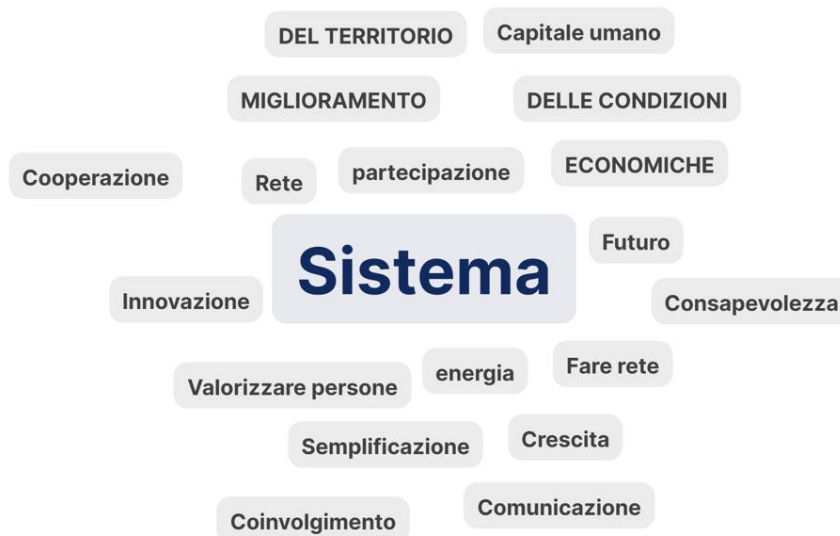 DEL TERRITORIO
Capitale umano
MIGLIORAMENTO
DELLE CONDIZIONI
Cooperazione
Rete
partecipazione
ECONOMICHE
Sistema
Futuro
Innovazione
Consapevolezza
Valorizzare persone
energia
Fare rete
Semplificazione
Crescita
Coinvolgimento
Comunicazione